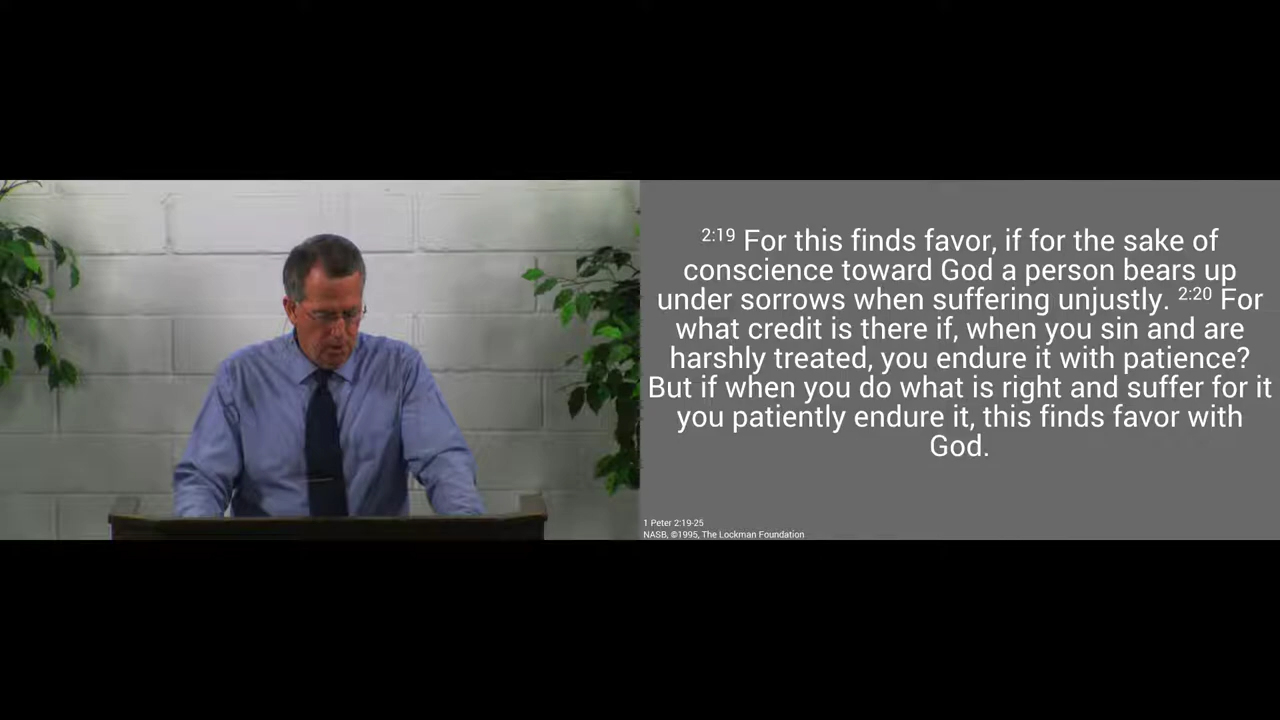 2:19 For this finds favor, if for the sake of
conscience toward God a person bears up
under sorrows when suffering unjustly. 2:20 For
what credit is there if, when you sin and are
harshly treated, you endure it with patience?
But if when you do what is right and suffer for it
you patiently endure it, this finds favor with
God.
1 Peter 2:19-25
NASB, ©1995, The Lockman Foundation